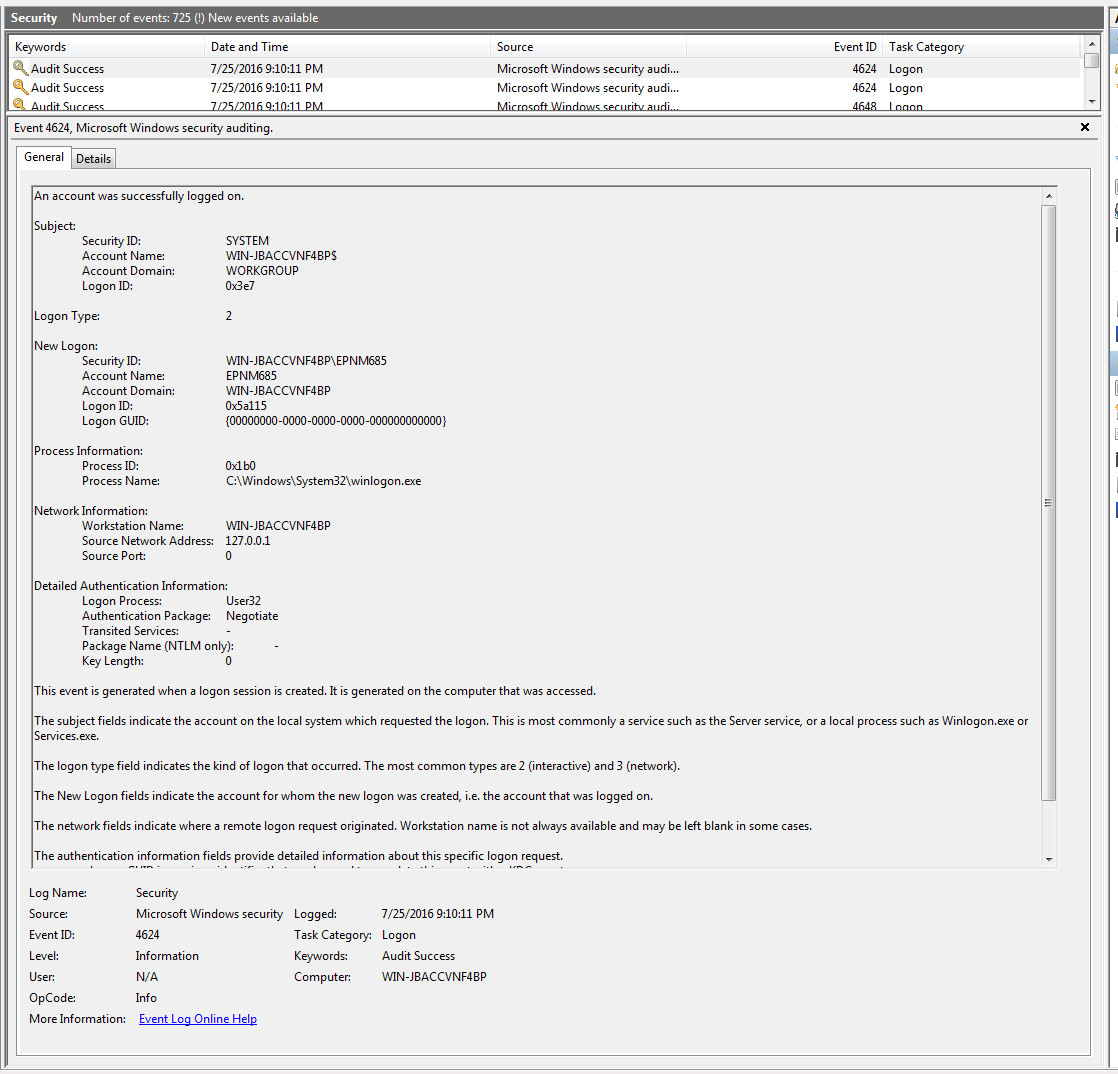 Security Number of events: 725 (!) New events available
Keywords Date and Time Source Event ID Task Category
Audit Success 7/25/2016 9:10:11 PM Microsoft Windows security audi... 4624 Logon
Audit Success 7/25/2016 9:10:11 PM Microsoft Windows security audi... 4624 Logon
Audit Success 7/25/2016 9:10:11 PM Microsoft Windows security audi... 4648 Logon
Event 4624, Microsoft Windows security auditing.
General Details
An account was successfully logged on.
Subject:
Security ID: SYSTEM
Account Name: WIN-JBACCVNF4BP$
Account Domain: WORKGROUP
Logon ID: 0x3e7
Logon Type: 2
New Logon:
Security ID: WIN-JBACCVNF4BP\EPNM685
Account Name: EPNM685
Account Domain: WIN-JBACCVNF4BP
Logon ID: 0x5a115
Logon GUID: {00000000-0000-0000-0000-000000000000}
Process Information:
Process ID: 0x1b0
Process Name: C:\Windows\System32\winlogon.exe
Network Information:
Workstation Name: WIN-JBACCVNF4BP
Source Network Address: 127.0.0.1
Source Port: 0
Detailed Authentication Information:
Logon Process: User32
Authentication Package: Negotiate
Transited Services: -
Package Name (NTLM only): -
Key Length: 0
This event is generated when a logon session is created. It is generated on the computer that was accessed.
The subject fields indicate the account on the local system which requested the logon. This is most commonly a service such as the Server service, or a local process such as Winlogon.exe or
Services.exe.
The logon type field indicates the kind of logon that occurred. The most common types are 2 (interactive) and 3 (network).
The New Logon fields indicate the account for whom the new logon was created, i.e. the account that was logged on.
The network fields indicate where a remote logon request originated. Workstation name is not always available and may be left blank in some cases.
The authentication information fields provide detailed information about this specific logon request.
Log Name: Security
Source: Microsoft Windows security Logged: 7/25/2016 9:10:11 PM
Event ID: 4624 Task Category: Logon
Level: Information Keywords: Audit Success
User: N/A Computer: WIN-JBACCVNF4BP
OpCode: Info
More Information: Event Log Online Help